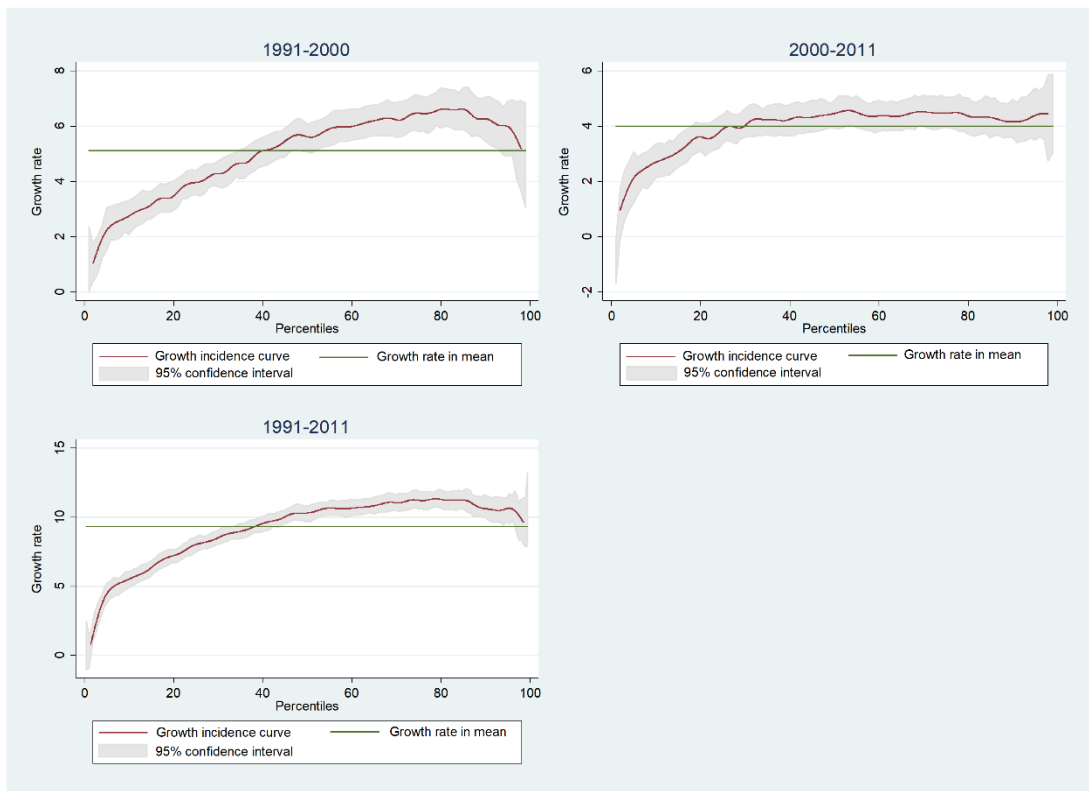 1991-2000
8
6
4
2
0
Growth rate
0 20 40 60 80 100
Percentiles
Growth incidence curve Growth rate in mean
95% confidence interval
2000-2011
6
4
2
0
-2
Growth rate
0 20 40 60 80 100
Percentiles
Growth incidence curve Growth rate in mean
95% confidence interval
1991-2011
15
10
5
0
Growth rate
0 20 40 60 80 100
Percentiles
Growth incidence curve Growth rate in mean
95% confidence interval